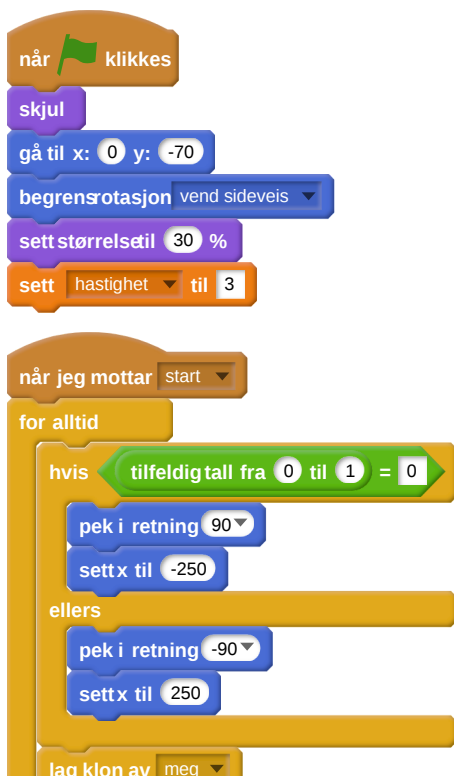 når klikkes
skjul
gå til x: 0 y: -70
begrens rotasjon vend sideveis
sett størrelse til 30 %
sett hastighet til 3
når jeg mottar start
for alltid
hvis tilfeldig tall fra 0 til 1 = 0
pek i retning 90
sett x til -250
ellers
pek i retning -90
sett x til 250
lag klon av meg